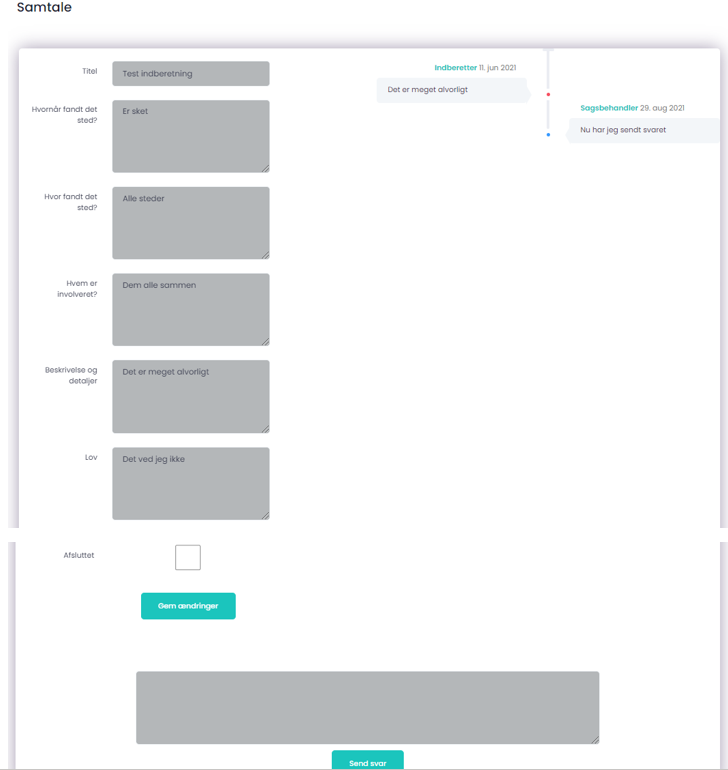 Samtale
Titel
Test indberetning
Hvornår fandt det
sted?
Er sket
Hvor fandt det
sted?
Alle steder
Hvem er
involveret?
Dem alle sammen
Beskrivelse og
detaljer
Det er meget alvorligt
Lov
Det ved jeg ikke
Indberetter 11. jun 2021
Det er meget alvorligt
Sagsbehandler 29. aug 2021
Nu har jeg sendt svaret
Afsluttet
Gem ændringer
Send svar